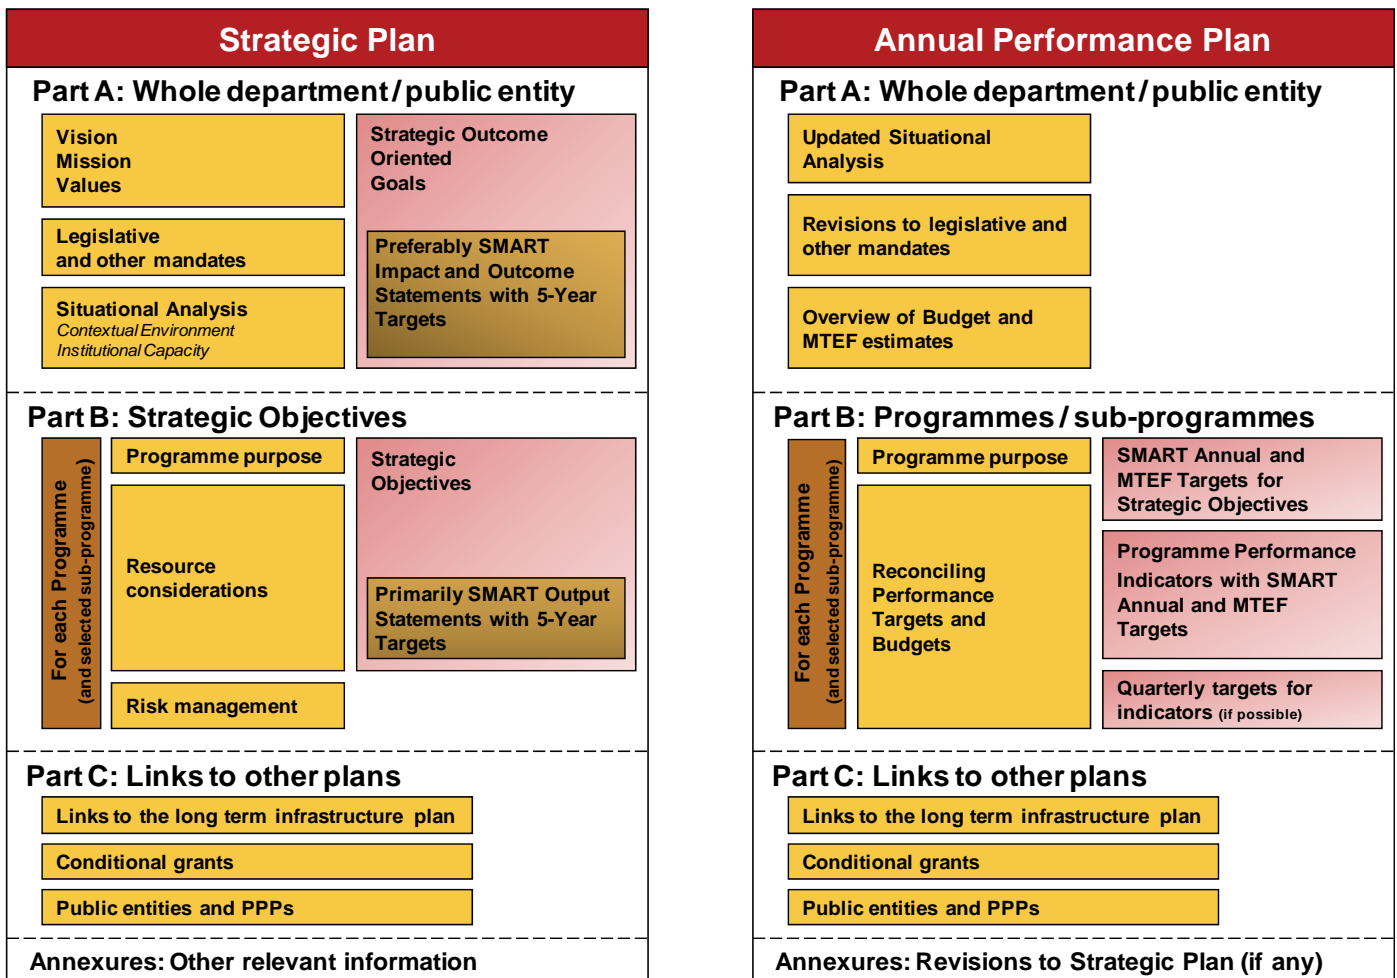 Strategic Plan
Part A: Whole department / public entity
Vision
Mission
Values
Legislative
and other mandates
Situational Analysis
Contextual Environment
Institutional Capacity
Strategic Outcome
Oriented
Goals
Preferably SMART
Impact and Outcome
Statements with 5-Year
Targets
Part B: Strategic Objectives
For each Programme
(and selected sub-programme)
Programme purpose
Resource
considerations
Risk management
Strategic
Objectives
Primarily SMART Output
Statements with 5-Year
Targets
Part C: Links to other plans
Links to the long term infrastructure plan
Conditional grants
Public entities and PPPs
Annexures: Other relevant information
Annual Performance Plan
Part A: Whole department / public entity
Updated Situational
Analysis
Revisions to legislative and
other mandates
Overview of Budget and
MTEF estimates
Part B: Programmes / sub-programmes
For each Programme
(and selected sub-programme)
Programme purpose
Reconciling
Performance
Targets and
Budgets
SMART Annual and
MTEF Targets for
Strategic Objectives
Programme Performance
Indicators with SMART
Annual and MTEF
Targets
Quarterly targets for
indicators (if possible)
Part C: Links to other plans
Links to the long term infrastructure plan
Conditional grants
Public entities and PPPs
Annexures: Revisions to Strategic Plan (if any)